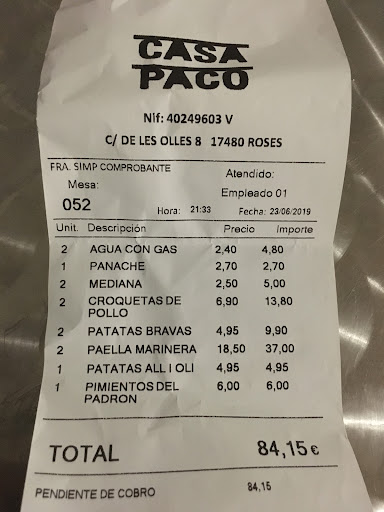 CASA
PACO
Nif: 40249603 V
C/ DE LES OLLES 8 17480 ROSES
FRA. SIMP COMPROBANTE Atendido:
Mesa: Empleado 01
052 Hora: 21:33 Fecha: 23/06/2019
Unit. Descripción Precio Importe
2 AGUA CON GAS 2,40 4,80
1 PANACHE 2,70 2,70
2 MEDIANA 2,50 5,00
2 CROQUETAS DE 6,90 13,80
POLLO
2 PATATAS BRAVAS 4,95 9,90
2 PAELLA MARINERA 18,50 37,00
1 PATATAS ALL I OLI 4,95 4,95
1 PIMIENTOS DEL 6,00 6,00
PADRON
TOTAL 84,15 €
PENDIENTE DE COBRO 84,15